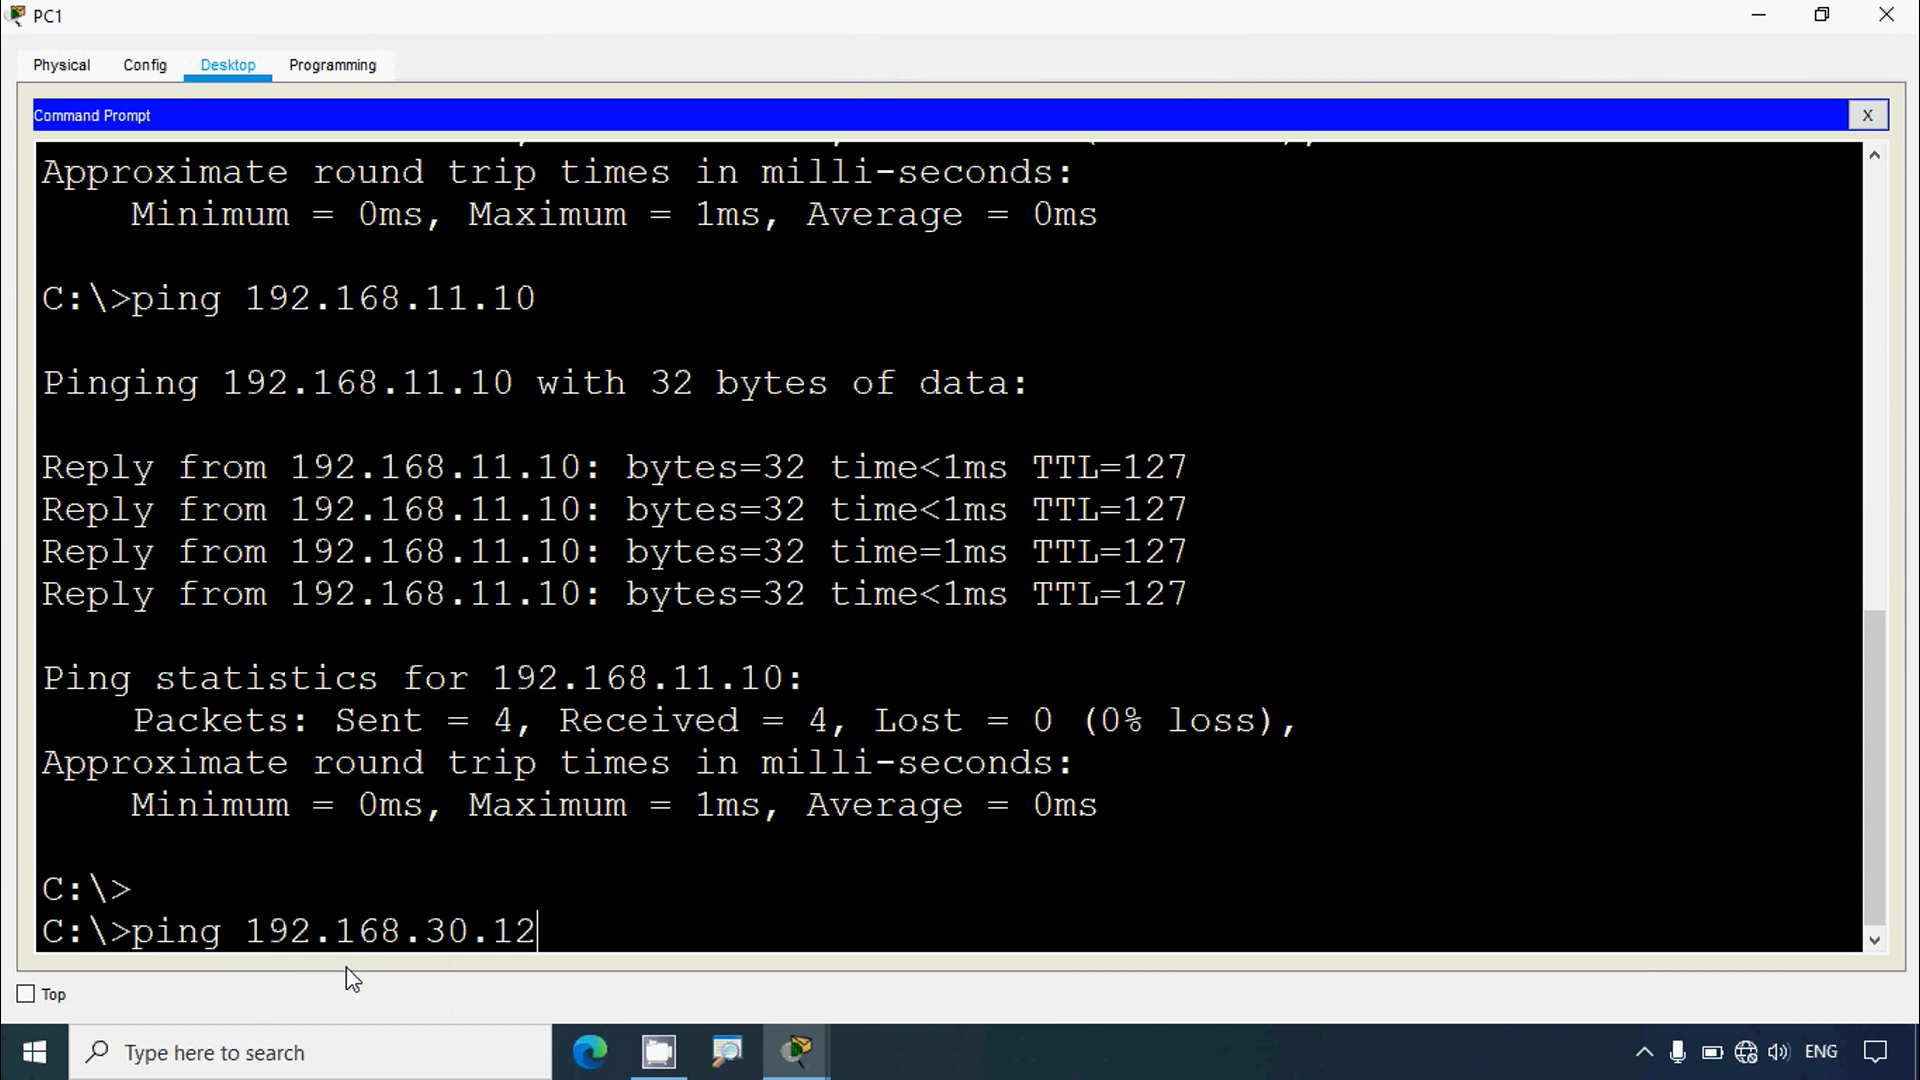 PC1
Physical Config Desktop Programming
Command Prompt X
Approximate round trip times in milli-seconds:
Minimum = 0ms, Maximum = 1ms, Average = 0ms
C:\>ping 192.168.11.10
Pinging 192.168.11.10 with 32 bytes of data:
Reply from 192.168.11.10: bytes=32 time<1ms TTL=127
Reply from 192.168.11.10: bytes=32 time<1ms TTL=127
Reply from 192.168.11.10: bytes=32 time=1ms TTL=127
Reply from 192.168.11.10: bytes=32 time<1ms TTL=127
Ping statistics for 192.168.11.10:
Packets: Sent = 4, Received = 4, Lost = 0 (0% loss),
Approximate round trip times in milli-seconds:
Minimum = 0ms, Maximum = 1ms, Average = 0ms
C:\>
C:\>ping 192.168.30.12
Top
Type here to search
ENG